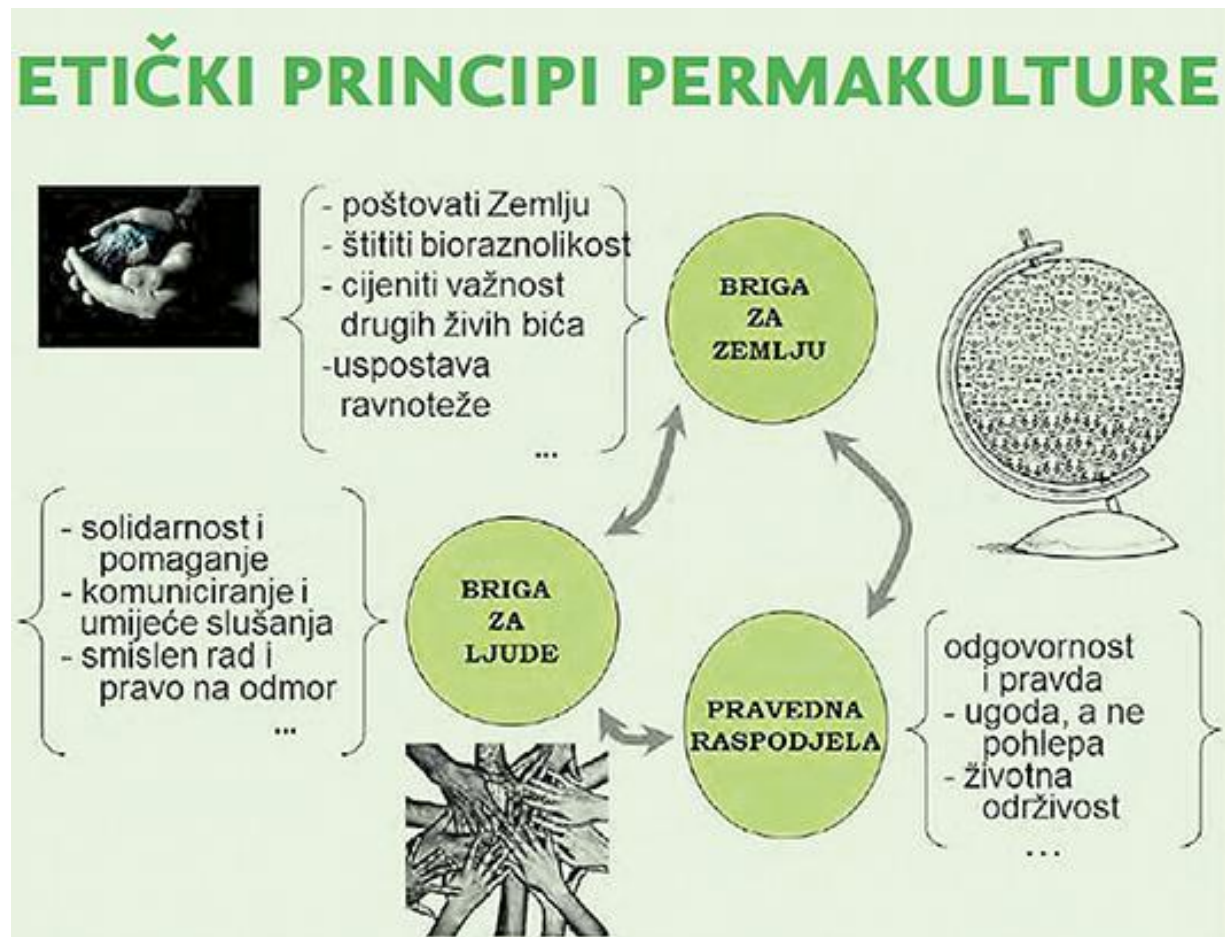 ETIČKI PRINCIPI PERMAKULTURE
- poštovati Zemlju
- štititi bioraznolikost
- cijeniti važnost
drugih živih bića
-uspostava
ravnoteže
...
BRIGA
ZA
ZEMLJU
- solidarnost i
pomaganje
- komuniciranje i
umijeće slušanja
- smislen rad i
pravo na odmor
...
BRIGA
ZA
LJUDE
PRAVEDNA
RASPODJELA
odgovornost
i pravda
- ugoda, a ne
pohlepa
- životna
održivost
...